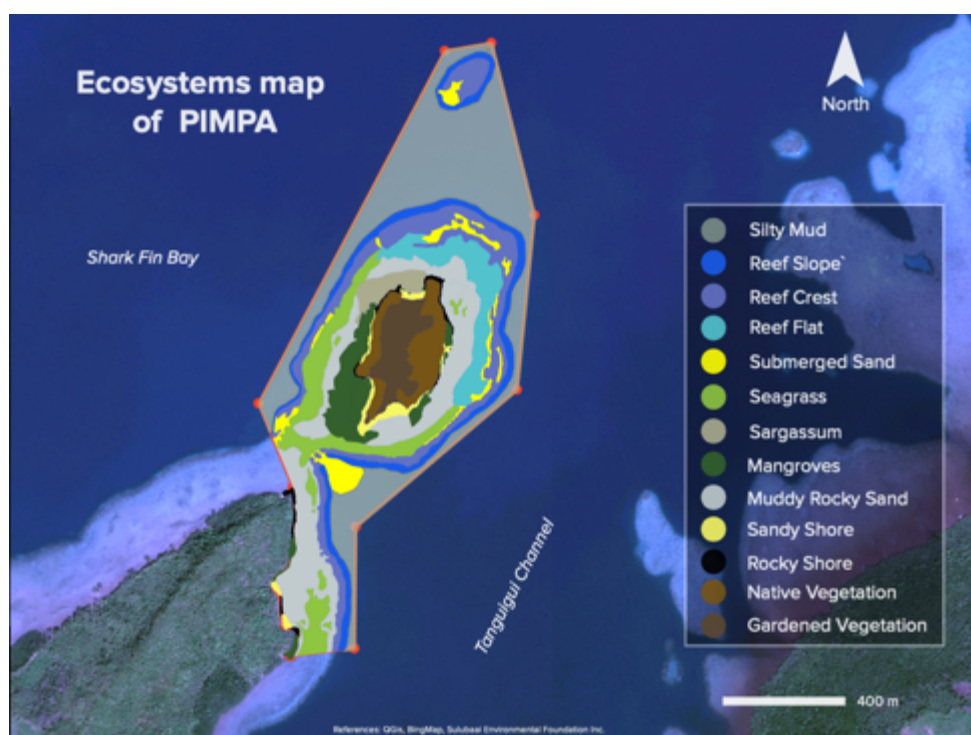 Ecosystems map
of PIMPA
North
Shark Fin Bay
Silty Mud
Reef Slope`
Reef Crest
Reef Flat
Submerged Sand
Seagrass
Sargassum
Mangroves
Muddy Rocky Sand
Sandy Shore
Rocky Shore
Native Vegetation
Gardened Vegetation
Tanguigui Channel
400 m
References: QGis, BingMap, Sulubaai Environmental Foundation Inc.